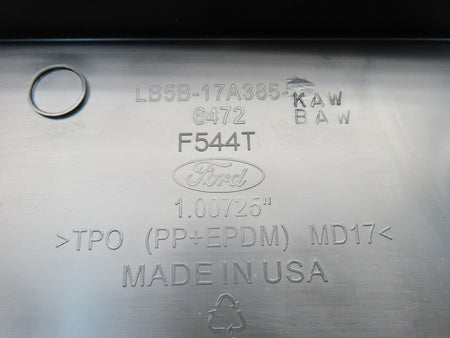 LB5B-17A385- KAW
6472 BAW
F544T
Ford
1.00725"
>TPO (PP+EPDM) MD17<
MADE IN USA